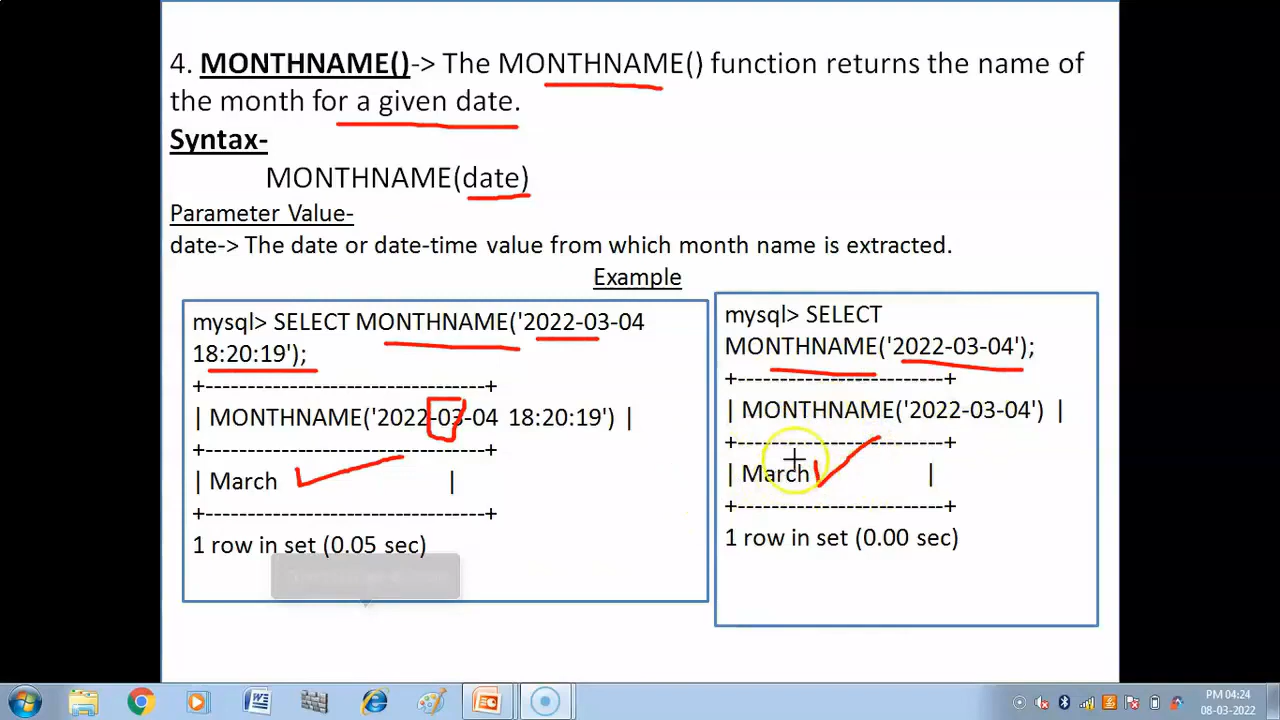 4. MONTHNAME()-> The MONTHNAME() function returns the name of
the month for a given date.
Syntax-
MONTHNAME(date)
Parameter Value-
date-> The date or date-time value from which month name is extracted.
Example
mysql> SELECT MONTHNAME('2022-03-04
18:20:19');
+---------------------------------+
| MONTHNAME('2022-03-04 18:20:19') |
+---------------------------------+
| March |
+---------------------------------+
1 row in set (0.05 sec)
mysql> SELECT
MONTHNAME('2022-03-04');
+------------------------+
| MONTHNAME('2022-03-04') |
+------------------------+
| March |
+------------------------+
1 row in set (0.00 sec)
PM 04:24
08-03-2022